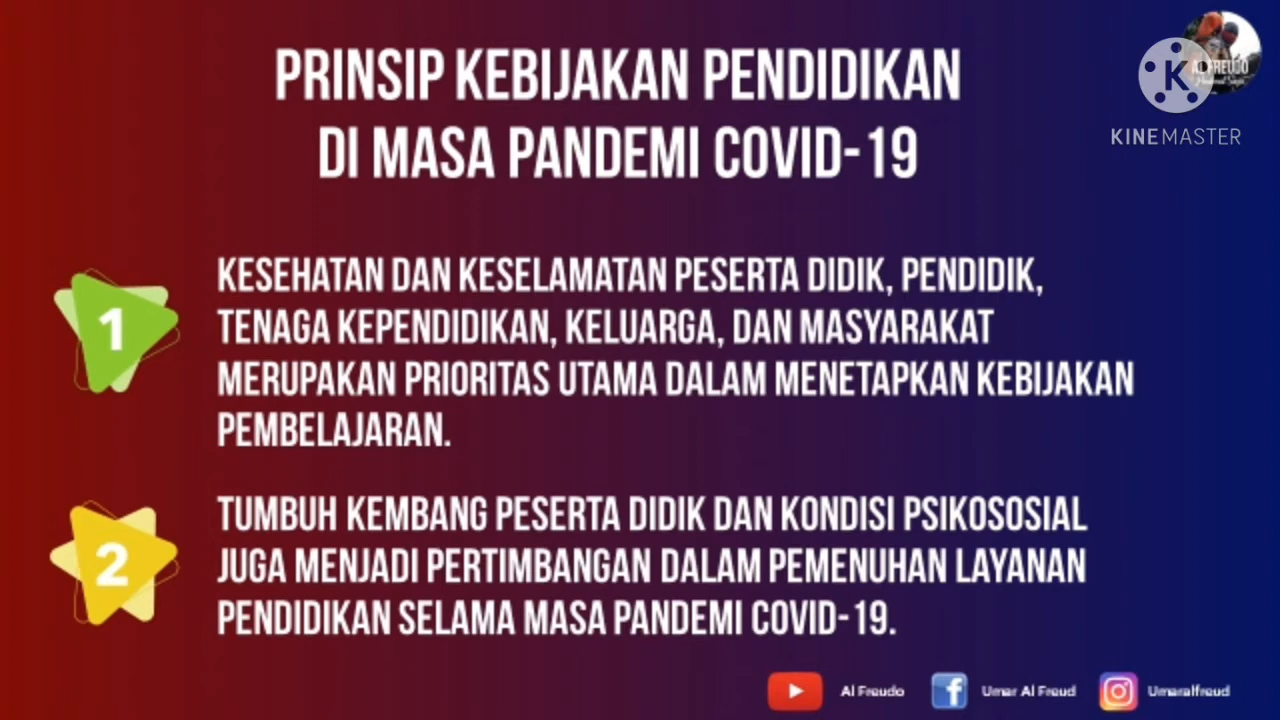 PRINSIP KEBIJAKAN PENDIDIKAN
DI MASA PANDEMI COVID-19
AL FREUDO
K
KINEMASTER
1
KESEHATAN DAN KESELAMATAN PESERTA DIDIK, PENDIDIK,
TENAGA KEPENDIDIKAN, KELUARGA, DAN MASYARAKAT
MERUPAKAN PRIORITAS UTAMA DALAM MENETAPKAN KEBIJAKAN
PEMBELAJARAN.
2
TUMBUH KEMBANG PESERTA DIDIK DAN KONDISI PSIKOSOSIAL
JUGA MENJADI PERTIMBANGAN DALAM PEMENUHAN LAYANAN
PENDIDIKAN SELAMA MASA PANDEMI COVID-19.
Al Freudo
Umar Al Freud
Umaralfreud